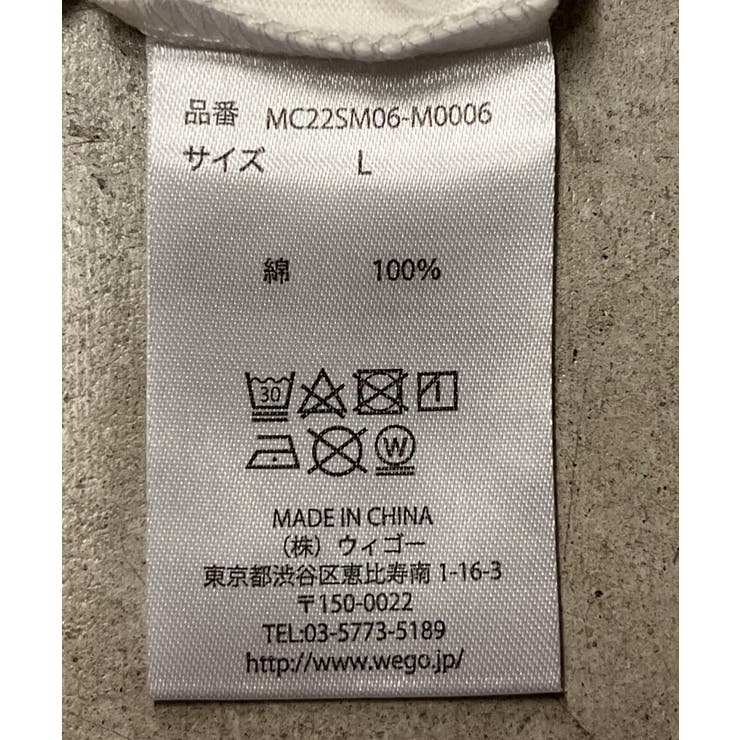 品番 MC22SM06-M0006
サイズ L
綿 100%
30
W
MADE IN CHINA
(株) ウィゴー
東京都渋谷区恵比寿南 1-16-3
〒150-0022
TEL:03-5773-5189
http://www.wego.jp/